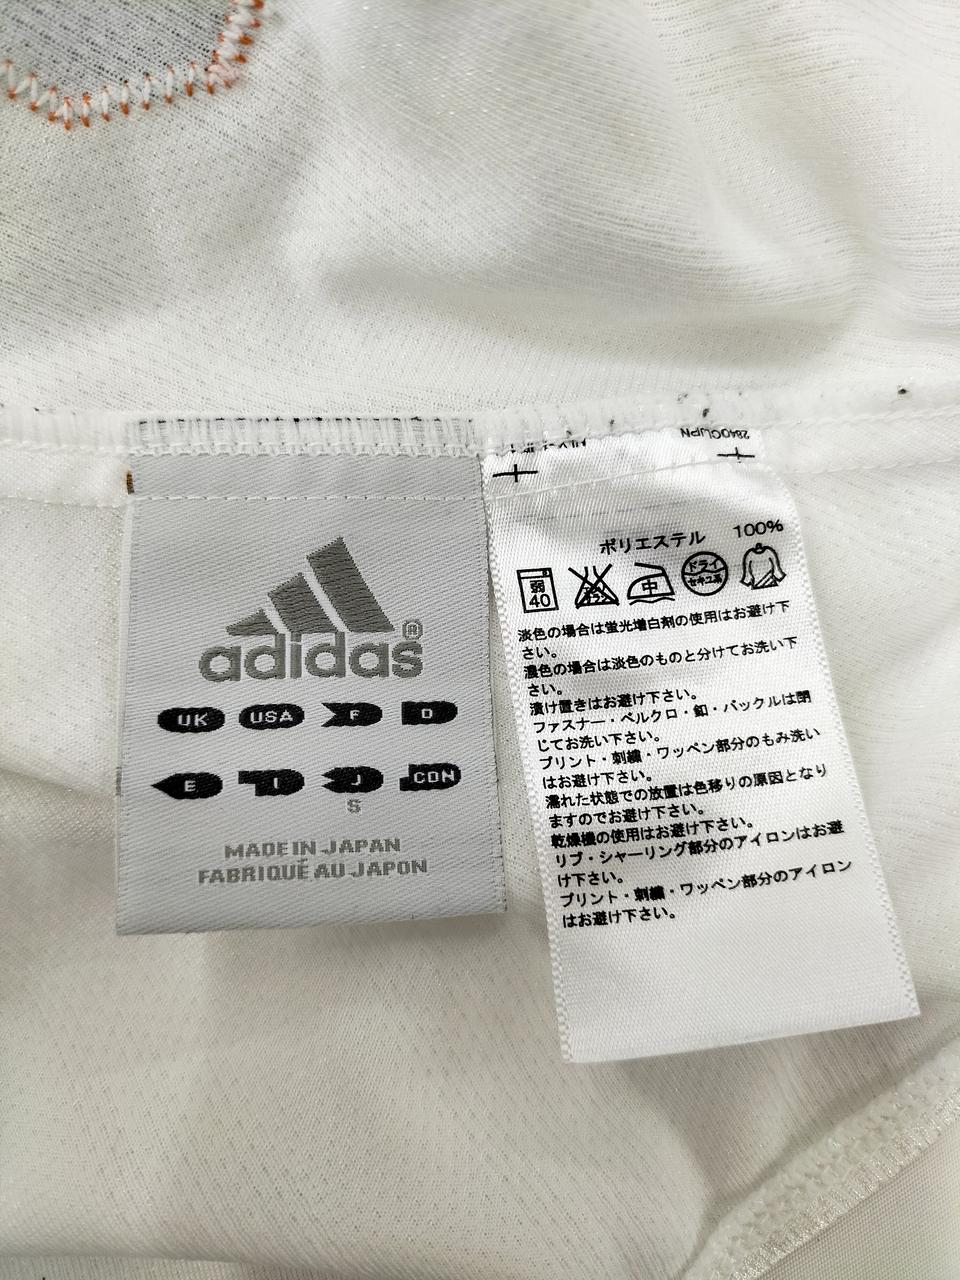 adidas®
UK USA F D
E I J CDN
S
MADE IN JAPAN
FABRIQUÉ AU JAPON
2840CIJPN
ポリエステル 100%
弱
40
中
ドライ
セキユ系
淡色の場合は蛍光増白剤の使用はお避け下
さい。
濃色の場合は淡色のものと分けてお洗い下
さい。
漬け置きはお避け下さい。
ファスナー・ベルクロ・釦・バックルは閉
じてお洗い下さい。
プリント・刺繍・ワッペン部分のもみ洗い
はお避け下さい。
濡れた状態での放置は色移りの原因となり
ますのでお避け下さい。
乾燥機の使用はお避け下さい。
リブ・シャーリング部分のアイロンはお避
け下さい。
プリント・刺繍・ワッペン部分のアイロン
はお避け下さい。